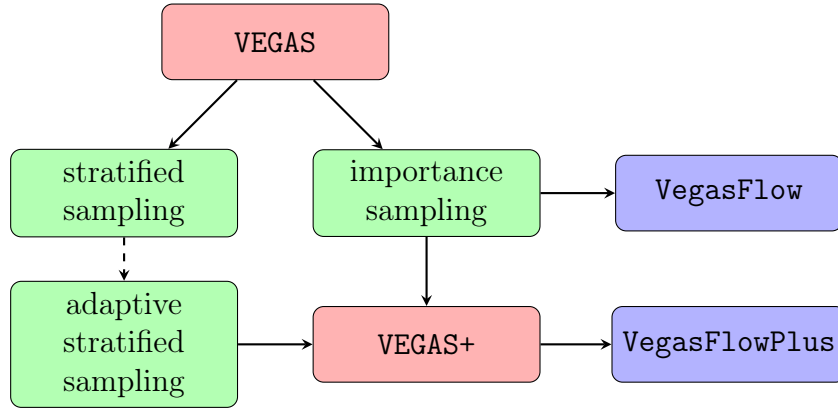 VEGAS
stratified
sampling
importance
sampling
VegasFlow
adaptive
stratified
sampling
VEGAS+
VegasFlowPlus